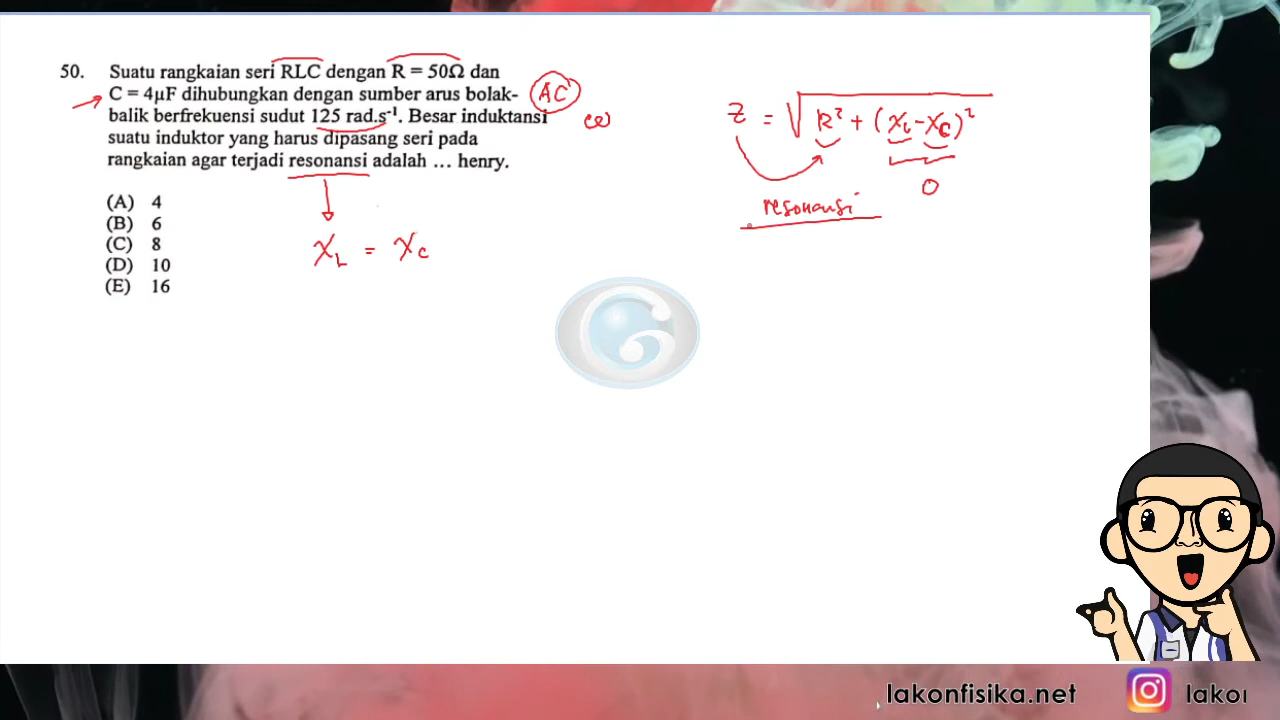 50. Suatu rangkaian seri RLC dengan R = 50Ω dan
C = 4μF dihubungkan dengan sumber arus bolak-
balik berfrekuensi sudut 125 rad.s⁻¹. Besar induktansi
suatu induktor yang harus dipasang seri pada
rangkaian agar terjadi resonansi adalah ... henry.
(A) 4
(B) 6
(C) 8
(D) 10
(E) 16
AC
ω
X_L = X_C
Z = √R² + (X_L - X_C)²
0
resonansi
lakonfisika.net
lakon